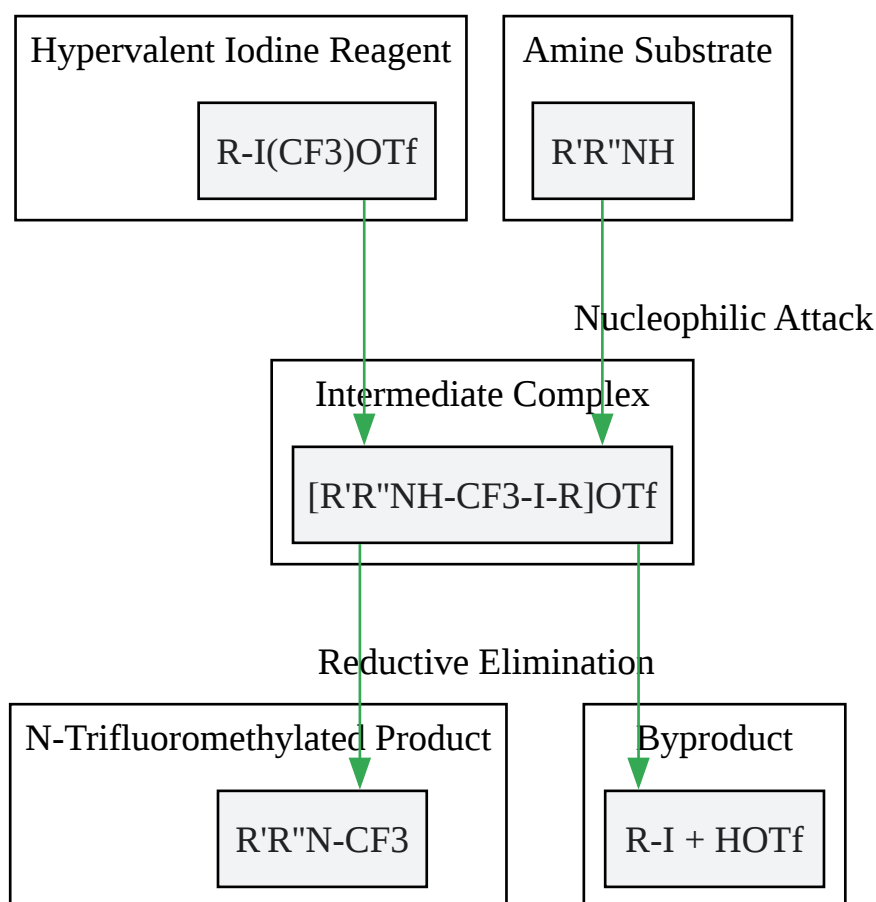 Hypervalent Iodine Reagent
R-I(CF3)OTf
Amine Substrate
R'R"NH
Nucleophilic Attack
Intermediate Complex
[R'R"NH-CF3-I-R]OTf
Reductive Elimination
N-Trifluoromethylated Product
R'R"N-CF3
Byproduct
R-I + HOTf